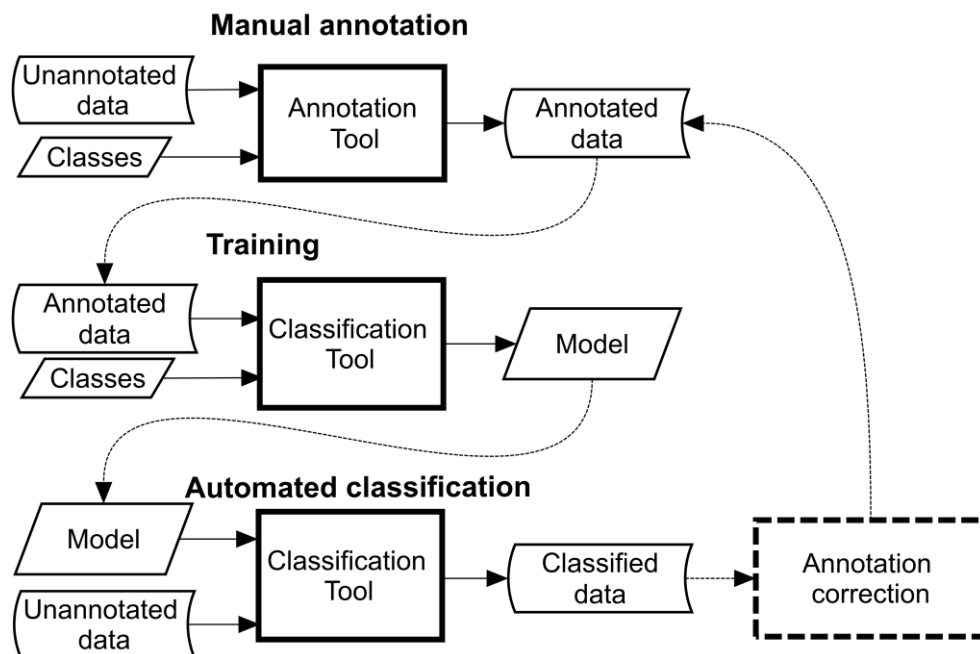 Manual annotation
Unannotated
data
Classes
Annotation
Tool
Annotated
data
Training
Annotated
data
Classes
Classification
Tool
Model
Automated classification
Model
Unannotated
data
Classification
Tool
Classified
data
Annotation
correction